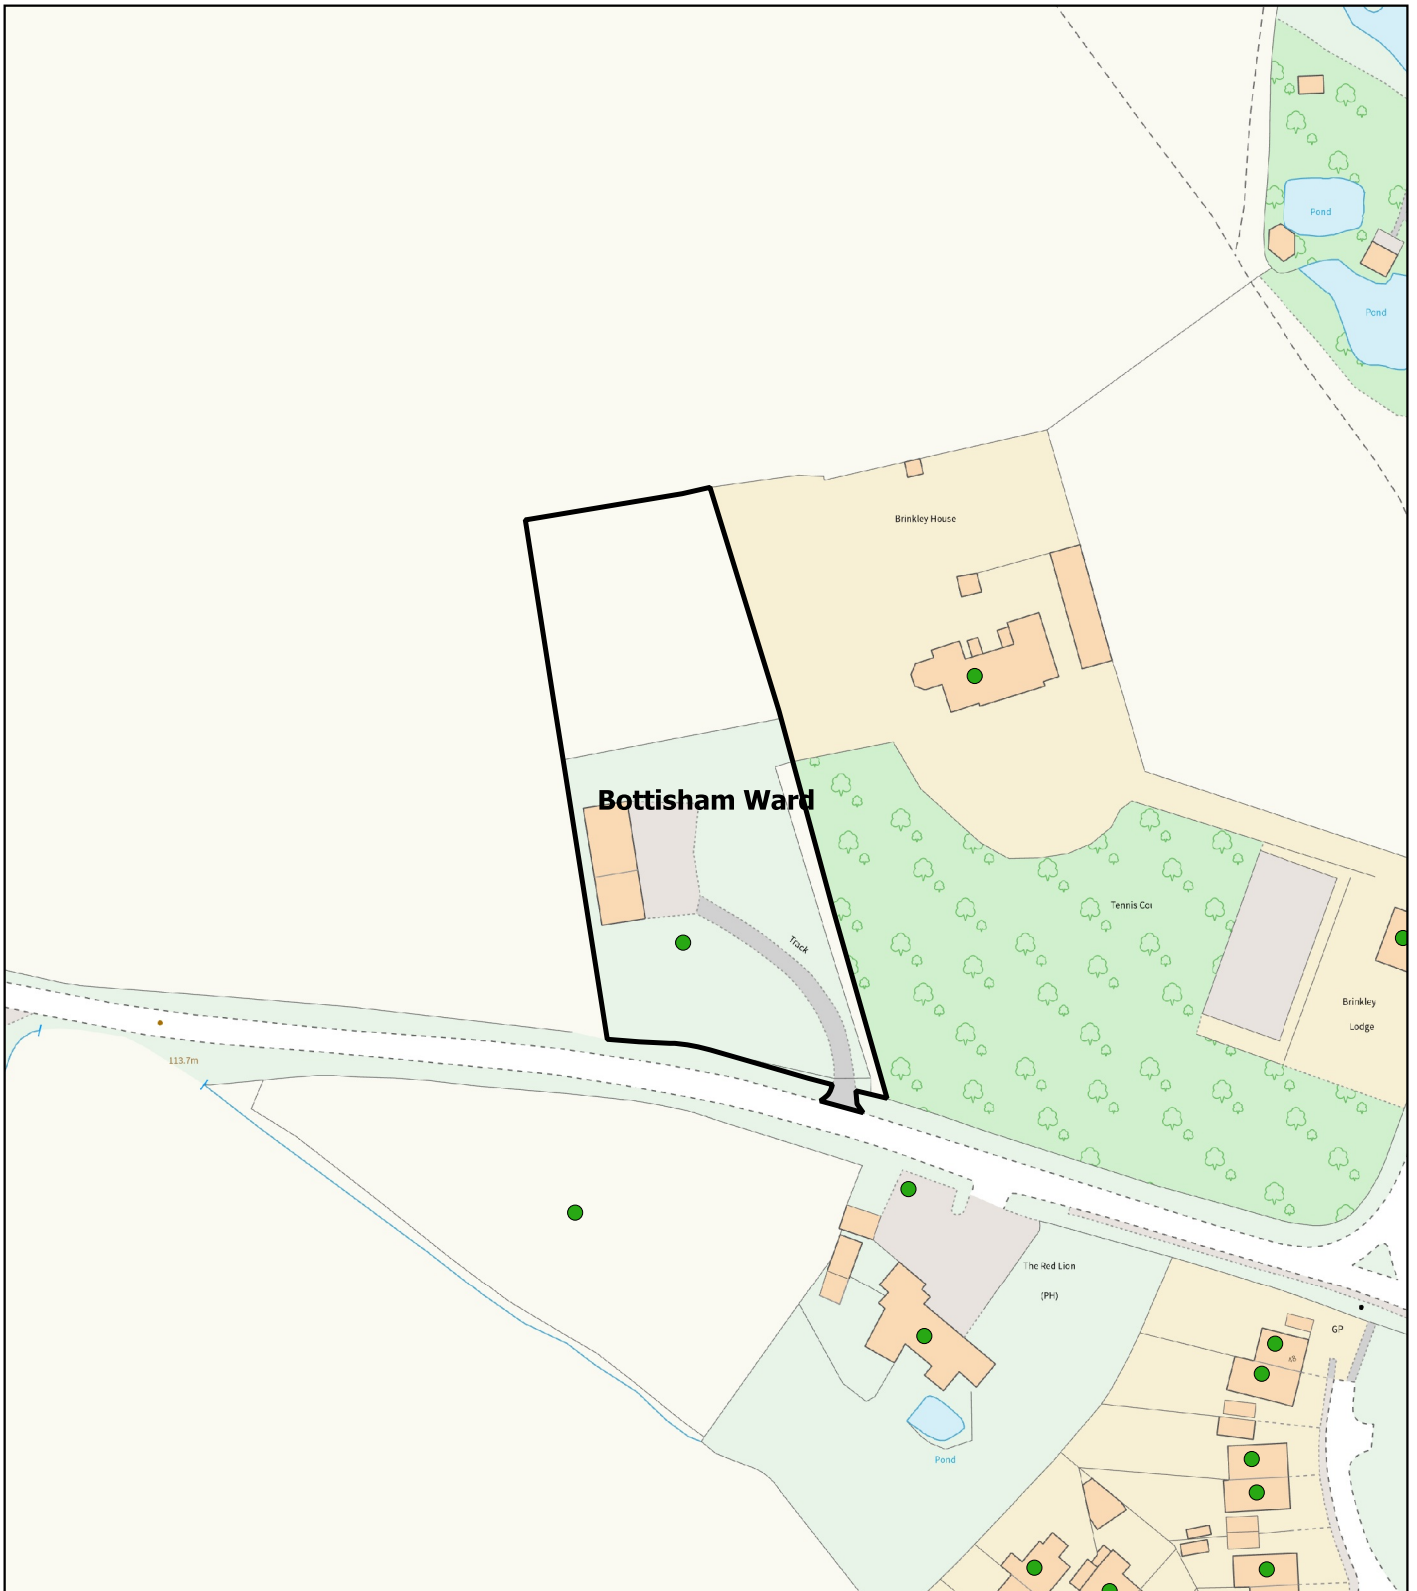 Pond
Pond
Brinkley House
Bottisham Ward
Tennis Cou
Track
Brinkley
Lodge
113.7m
The Red Lion
(PH)
GP
Pond